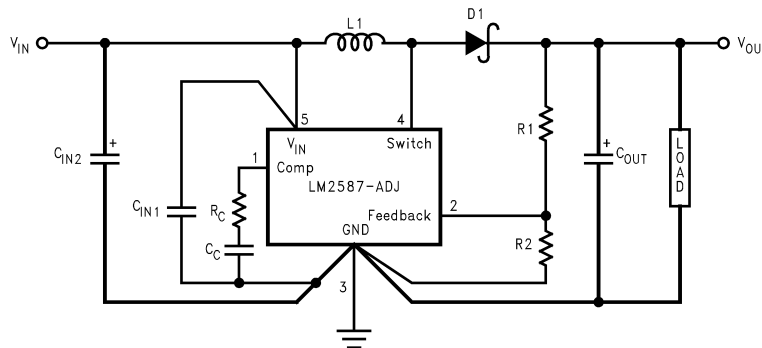 L1
D1
VIN
VOU
5
4
VIN
Switch
R1
+
CIN2
1
Comp
+
COUT
LOAD
LM2587-ADJ
CIN1
RC
Feedback
2
GND
R2
CC
3